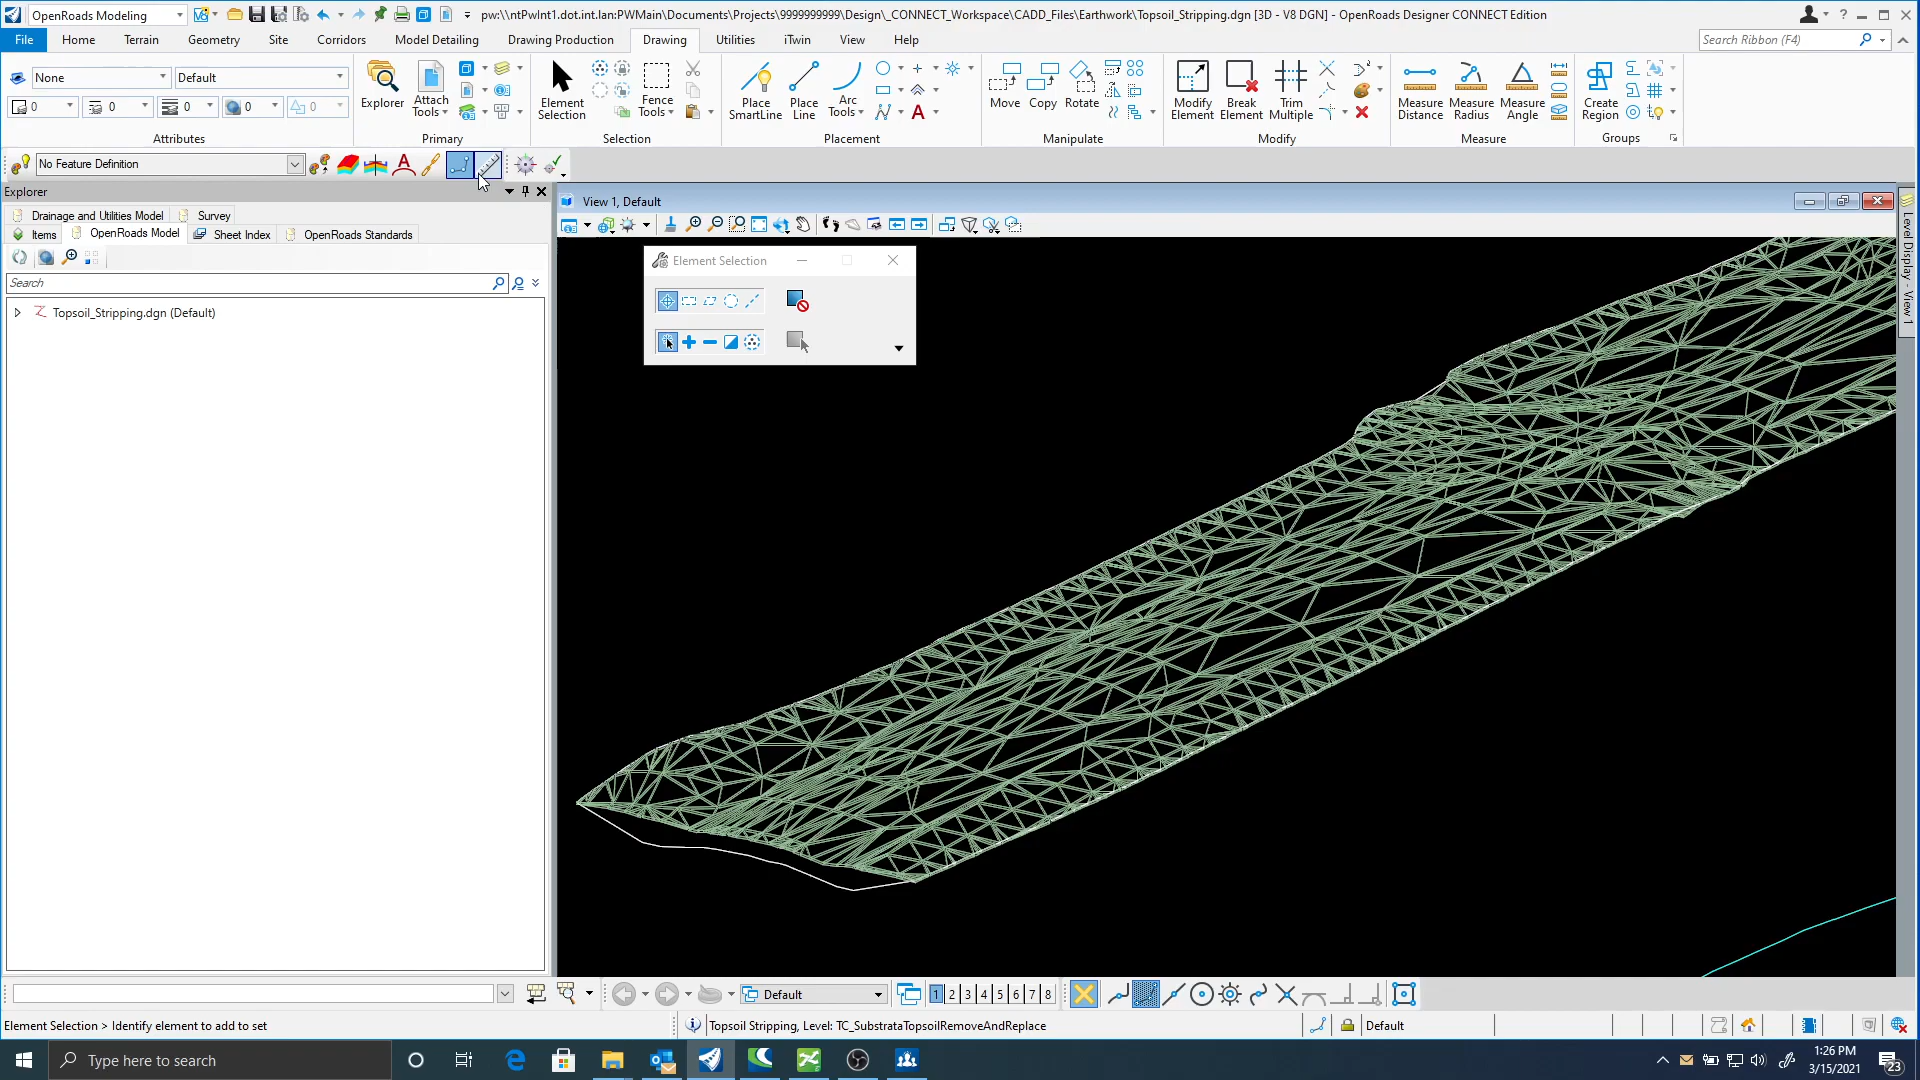 OpenRoads Modeling
pw:\\ntPwInt1.dot.int.lan:PWMain\Documents\Projects\9999999999\Design\_CONNECT_Workspace\CADD_Files\Earthwork\Topsoil_Stripping.dgn [3D - V8 DGN] - OpenRoads Designer CONNECT Edition
File Home Terrain Geometry Site Corridors Model Detailing Drawing Production Drawing Utilities iTwin View Help
Search Ribbon (F4)
None Default
0 0 0 0 0
Attributes
Explorer
Attach Tools
Primary
Element Selection
Fence Tools
Selection
Place SmartLine
Place Line
Arc Tools
Placement
Move Copy Rotate
Manipulate
Modify Element
Break Element
Trim Multiple
Modify
Measure Distance
Measure Radius
Measure Angle
Measure
Create Region
Groups
No Feature Definition
Explorer
Drawing and Utilities Model Survey
Items OpenRoads Model Sheet Index OpenRoads Standards
Search
Topsoil_Stripping.dgn (Default)
View 1, Default
Element Selection
Level Display - View 1
Default
1 2 3 4 5 6 7 8
Element Selection > Identify element to add to set
Topsoil Stripping, Level: TC_SubstrataTopsoilRemoveAndReplace
Default
Type here to search
1:26 PM
3/15/2021
23